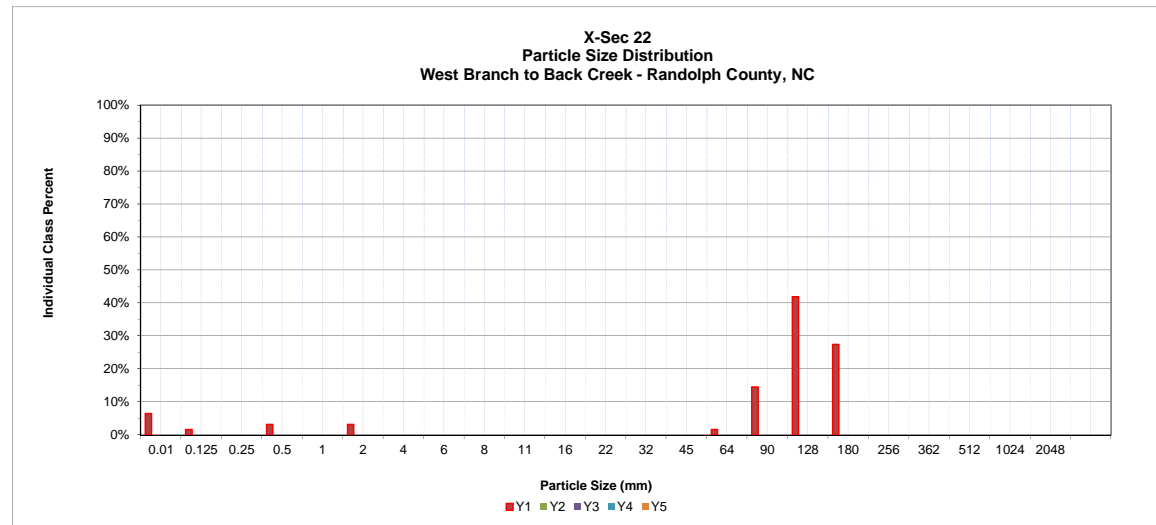 X-Sec 22
Particle Size Distribution
West Branch to Back Creek - Randolph County, NC
100%
90%
80%
70%
60%
50%
40%
30%
20%
10%
0%
Individual Class Percent
0.01 0.125 0.25 0.5 1 2 4 6 8 11 16 22 32 45 64 90 128 180 256 362 512 1024 2048
Particle Size (mm)
Y1 Y2 Y3 Y4 Y5